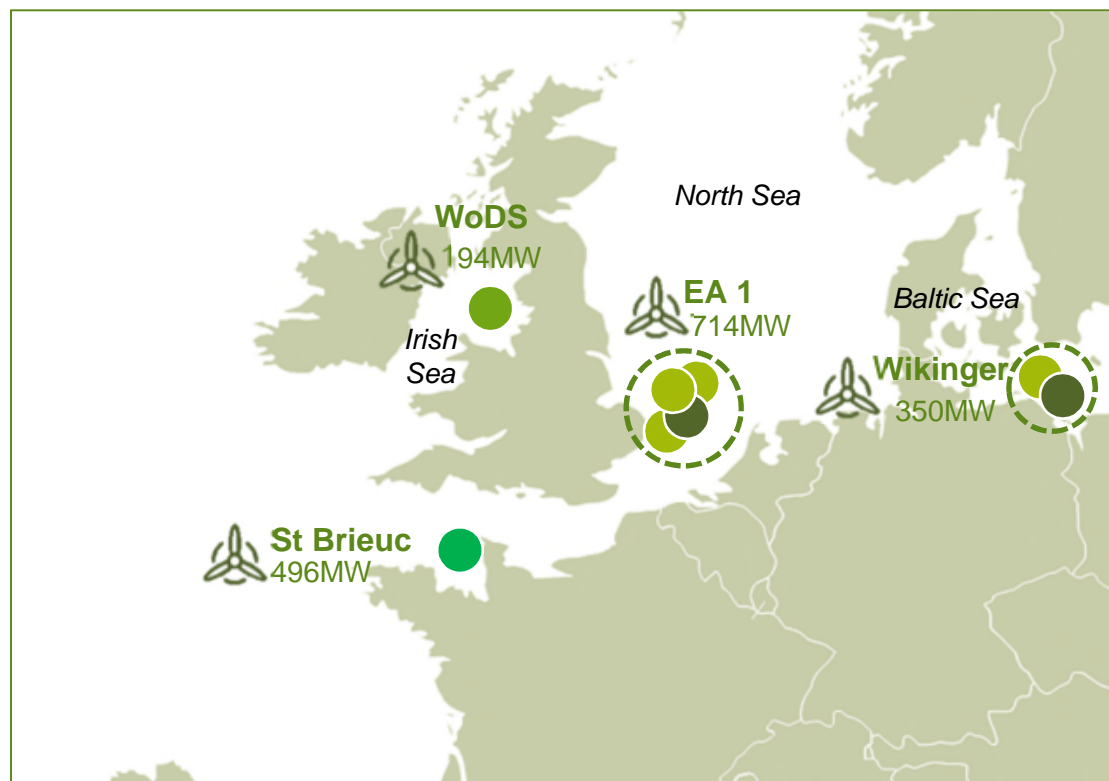 North Sea
WoDS
194MW
EA 1
714MW
Baltic Sea
Irish
Sea
Wikinger
350MW
St Brieuc
496MW